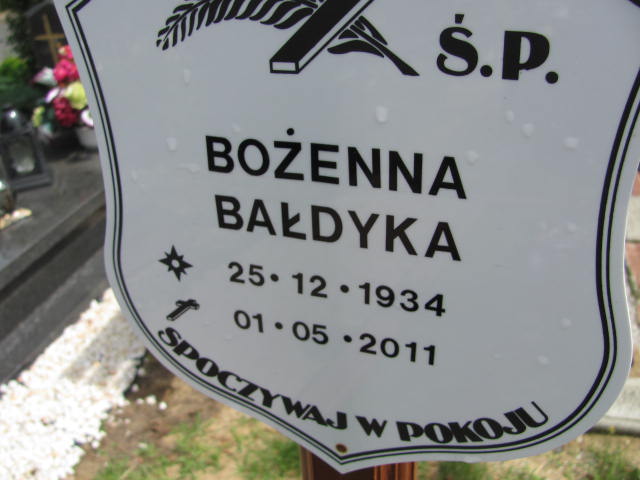 Ś.P.
BOŻENNA
BAŁDYKA
25·12·1934
01·05·2011
SPOCZYWAJ W POKOJU